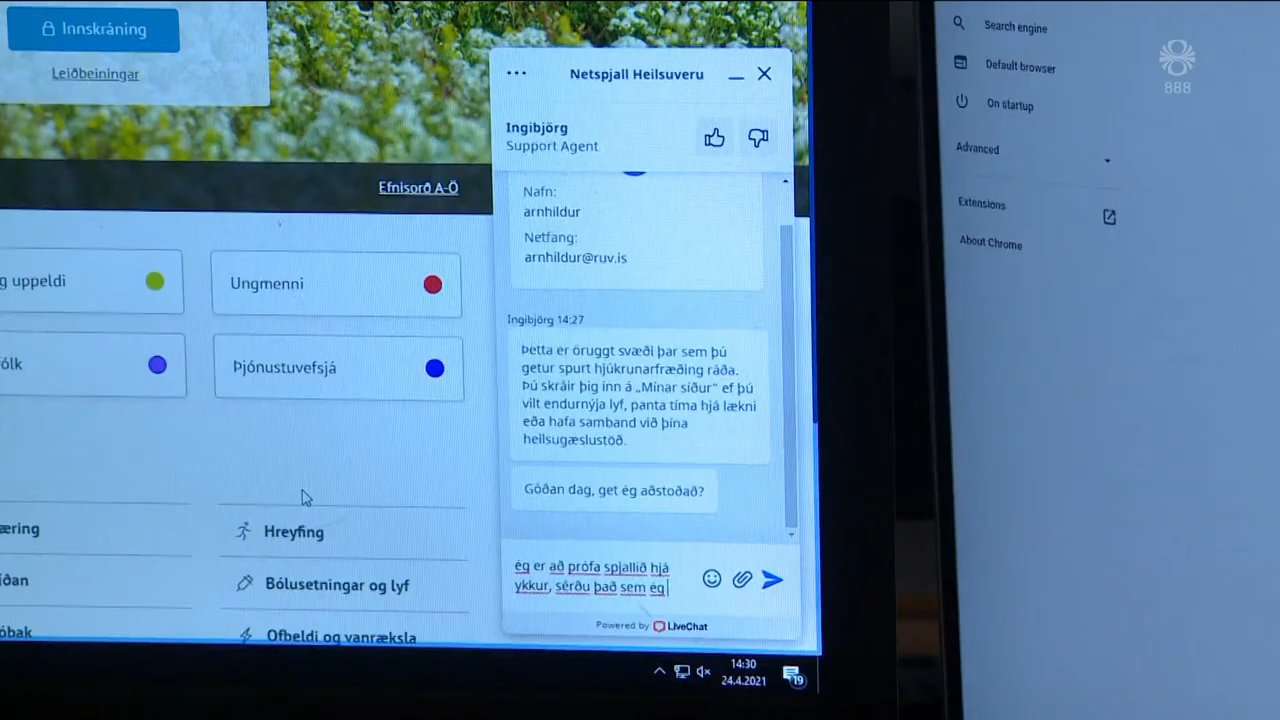 Innskráning
Leiðbeiningar
Efnisorð A-Ö
g uppeldi
Ungmenni
ólk
Þjónustuvefsjá
æring
Hreyfing
íðan
Bólusetningar og lyf
óbak
Ofbeldi og vanræksla
Netspjall Heilsuveru
Ingibjörg
Support Agent
Nafn:
arnhildur
Netfang:
arnhildur@ruv.is
Ingibjörg 14:27
Þetta er öruggt svæði þar sem þú
getur spurt hjúkrunarfræðing ráða.
Þú skráir þig inn á „Mínar síður" ef þú
vilt endurnýja lyf, panta tíma hjá lækni
eða hafa samband við þína
heilsugæslustöð.
Góðan dag, get ég aðstoðað?
ég er að prófa spjallið hjá
ykkur, sérðu það sem ég
Powered by LiveChat
14:30
24.4.2021
19
Search engine
Default browser
On startup
Advanced
Extensions
About Chrome
888